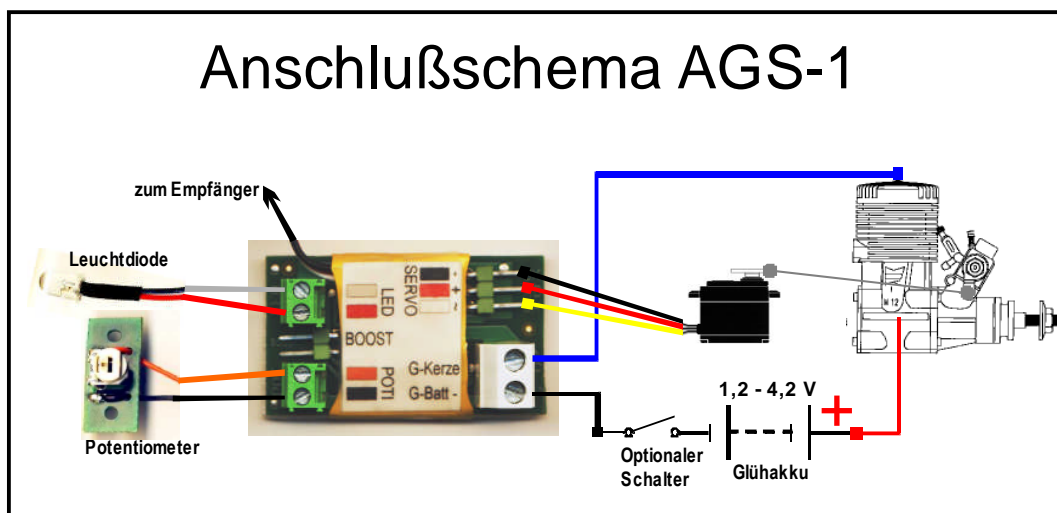 Anschlußschema AGS-1
zum Empfänger
Leuchtdiode
LED
SERVO
-
+
~
BOOST
POTI
G-Kerze
G-Batt -
Potentiometer
M 12
1,2 - 4,2 V
+
Optionaler
Schalter
Glühakku